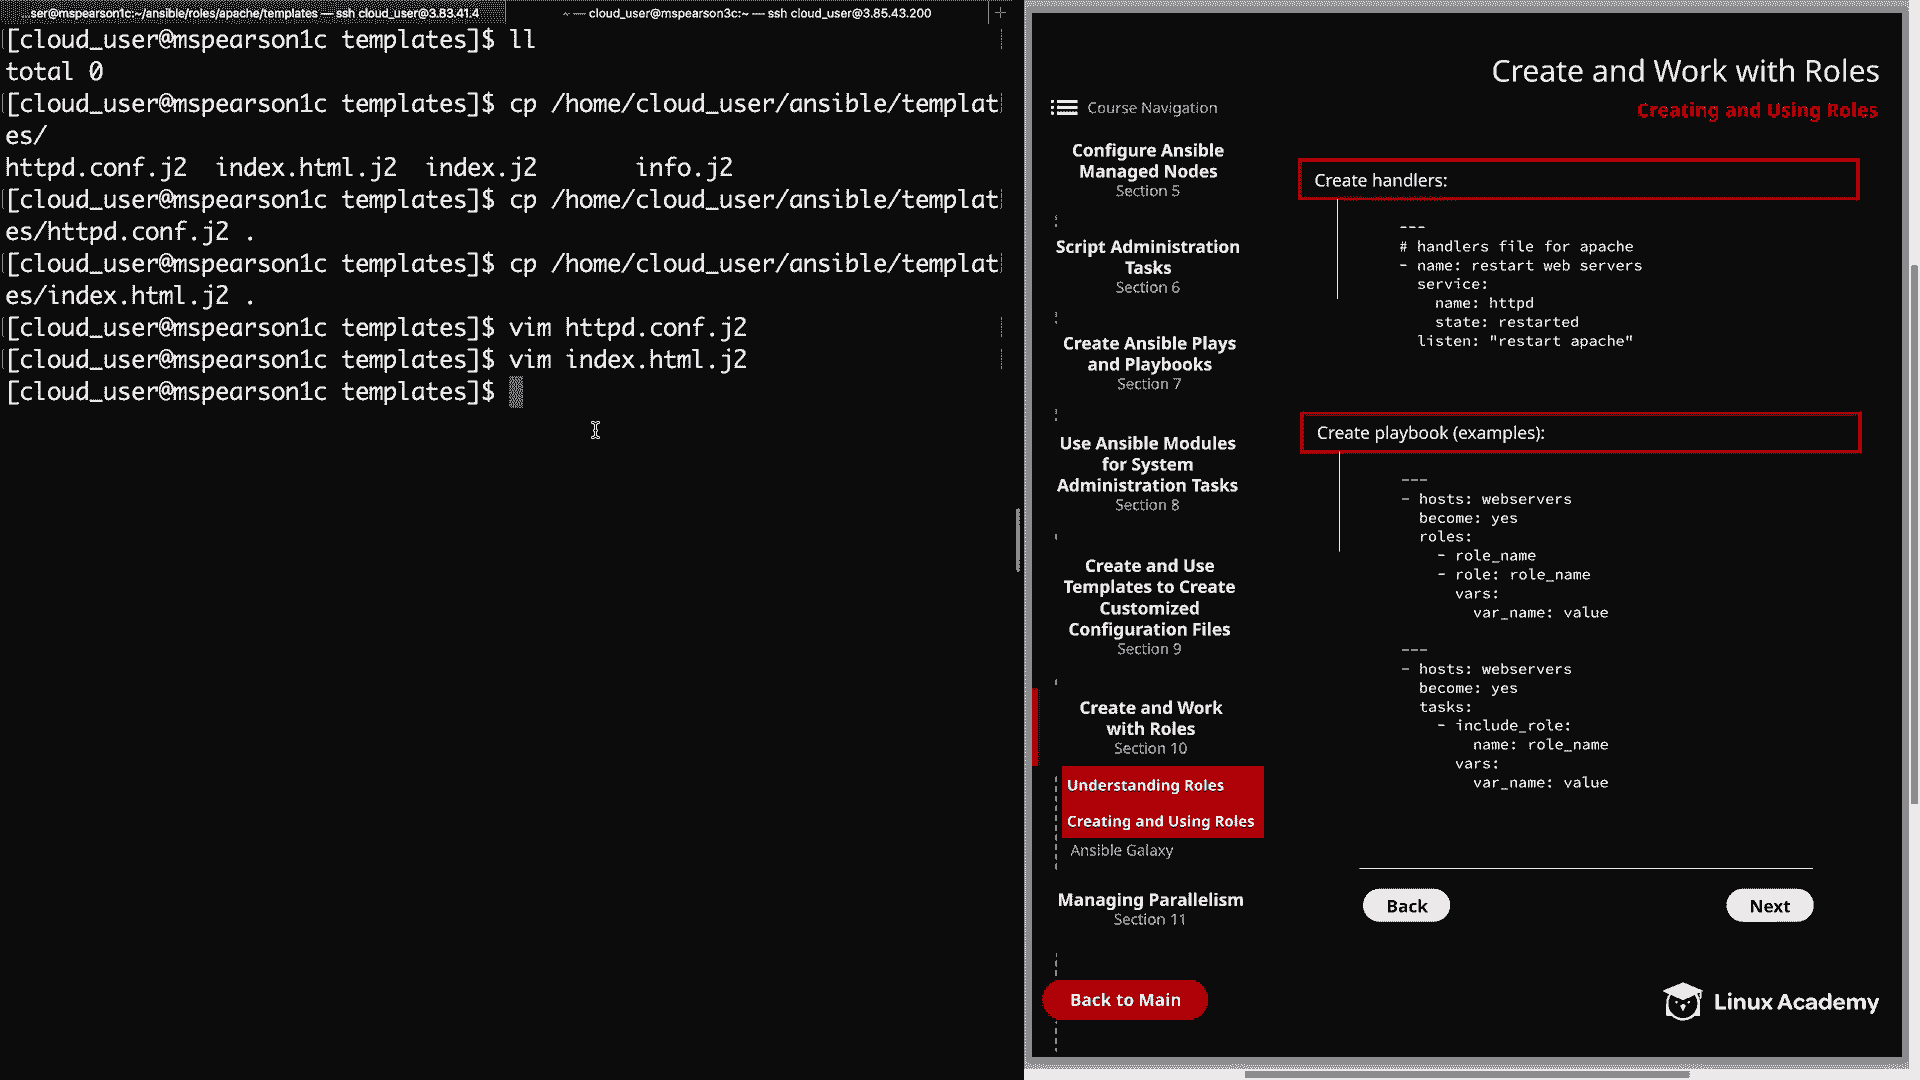 ...ser@mspearson1c:~/ansible/roles/apache/templates — ssh cloud_user@3.83.41.4
~ — cloud_user@mspearson3c:~ — ssh cloud_user@3.85.43.200
+
[cloud_user@mspearson1c templates]$ ll
total 0
[cloud_user@mspearson1c templates]$ cp /home/cloud_user/ansible/templat
es/
httpd.conf.j2  index.html.j2  index.j2       info.j2
[cloud_user@mspearson1c templates]$ cp /home/cloud_user/ansible/templat
es/httpd.conf.j2 .
[cloud_user@mspearson1c templates]$ cp /home/cloud_user/ansible/templat
es/index.html.j2 .
[cloud_user@mspearson1c templates]$ vim httpd.conf.j2
[cloud_user@mspearson1c templates]$ vim index.html.j2
[cloud_user@mspearson1c templates]$
Create and Work with Roles
Creating and Using Roles
Course Navigation
Configure Ansible
Managed Nodes
Section 5
Script Administration
Tasks
Section 6
Create Ansible Plays
and Playbooks
Section 7
Use Ansible Modules
for System
Administration Tasks
Section 8
Create and Use
Templates to Create
Customized
Configuration Files
Section 9
Create and Work
with Roles
Section 10
Understanding Roles
Creating and Using Roles
Ansible Galaxy
Managing Parallelism
Section 11
Back to Main
Create handlers:
---
# handlers file for apache
- name: restart web servers
  service:
    name: httpd
    state: restarted
  listen: "restart apache"
Create playbook (examples):
---
- hosts: webservers
  become: yes
  roles:
    - role_name
    - role: role_name
      vars:
        var_name: value
---
- hosts: webservers
  become: yes
  tasks:
    - include_role:
        name: role_name
      vars:
        var_name: value
Back
Next
Linux Academy